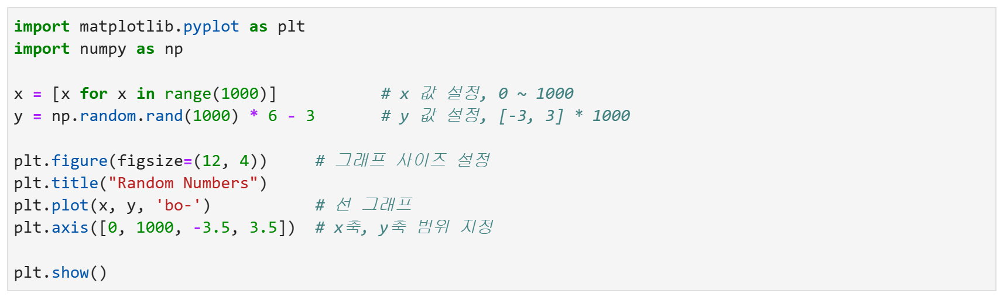 import matplotlib.pyplot as plt
import numpy as np
x = [x for x in range(1000)]           # x 값 설정, 0 ~ 1000
y = np.random.rand(1000) * 6 - 3       # y 값 설정, [-3, 3] * 1000
plt.figure(figsize=(12, 4))     # 그래프 사이즈 설정
plt.title("Random Numbers")
plt.plot(x, y, 'bo-')           # 선 그래프
plt.axis([0, 1000, -3.5, 3.5])  # x축, y축 범위 지정
plt.show()